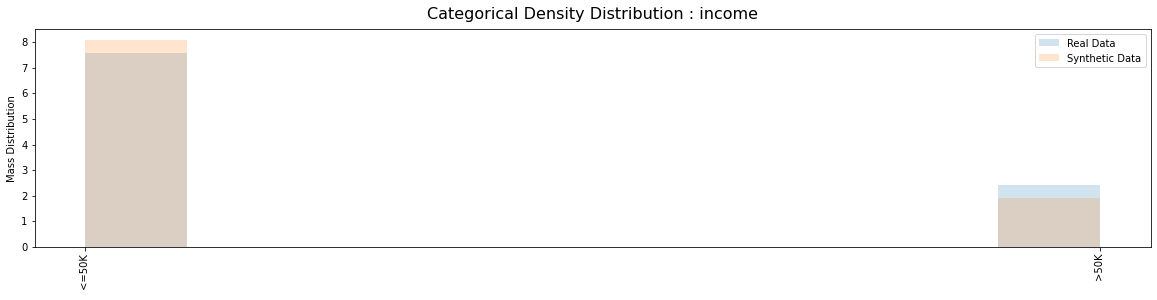 Categorical Density Distribution : income
Real Data
Synthetic Data
Mass Distribution
8
7
6
5
4
3
2
1
0
<=50K
>50K